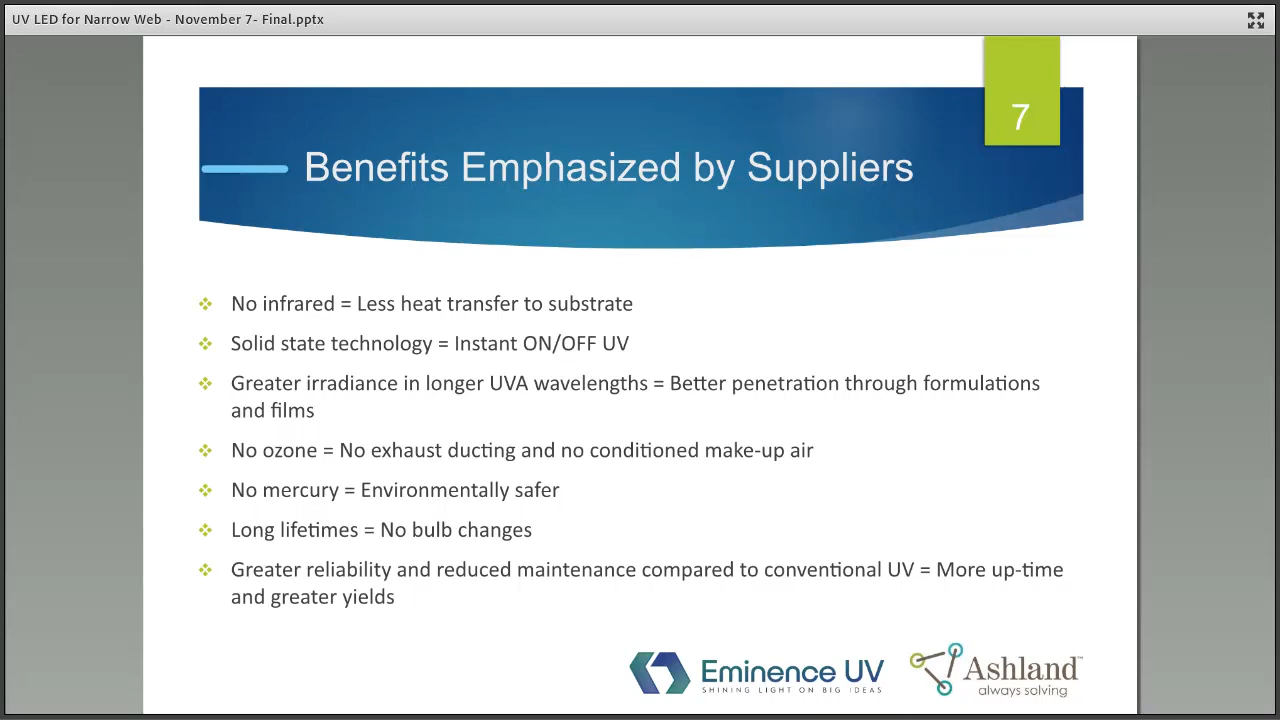 UV LED for Narrow Web - November 7- Final.pptx
7
Benefits Emphasized by Suppliers
No infrared = Less heat transfer to substrate
Solid state technology = Instant ON/OFF UV
Greater irradiance in longer UVA wavelengths = Better penetration through formulations
and films
No ozone = No exhaust ducting and no conditioned make-up air
No mercury = Environmentally safer
Long lifetimes = No bulb changes
Greater reliability and reduced maintenance compared to conventional UV = More up-time
and greater yields
Eminence UV
SHINING LIGHT ON BIG IDEAS
Ashland™
always solving